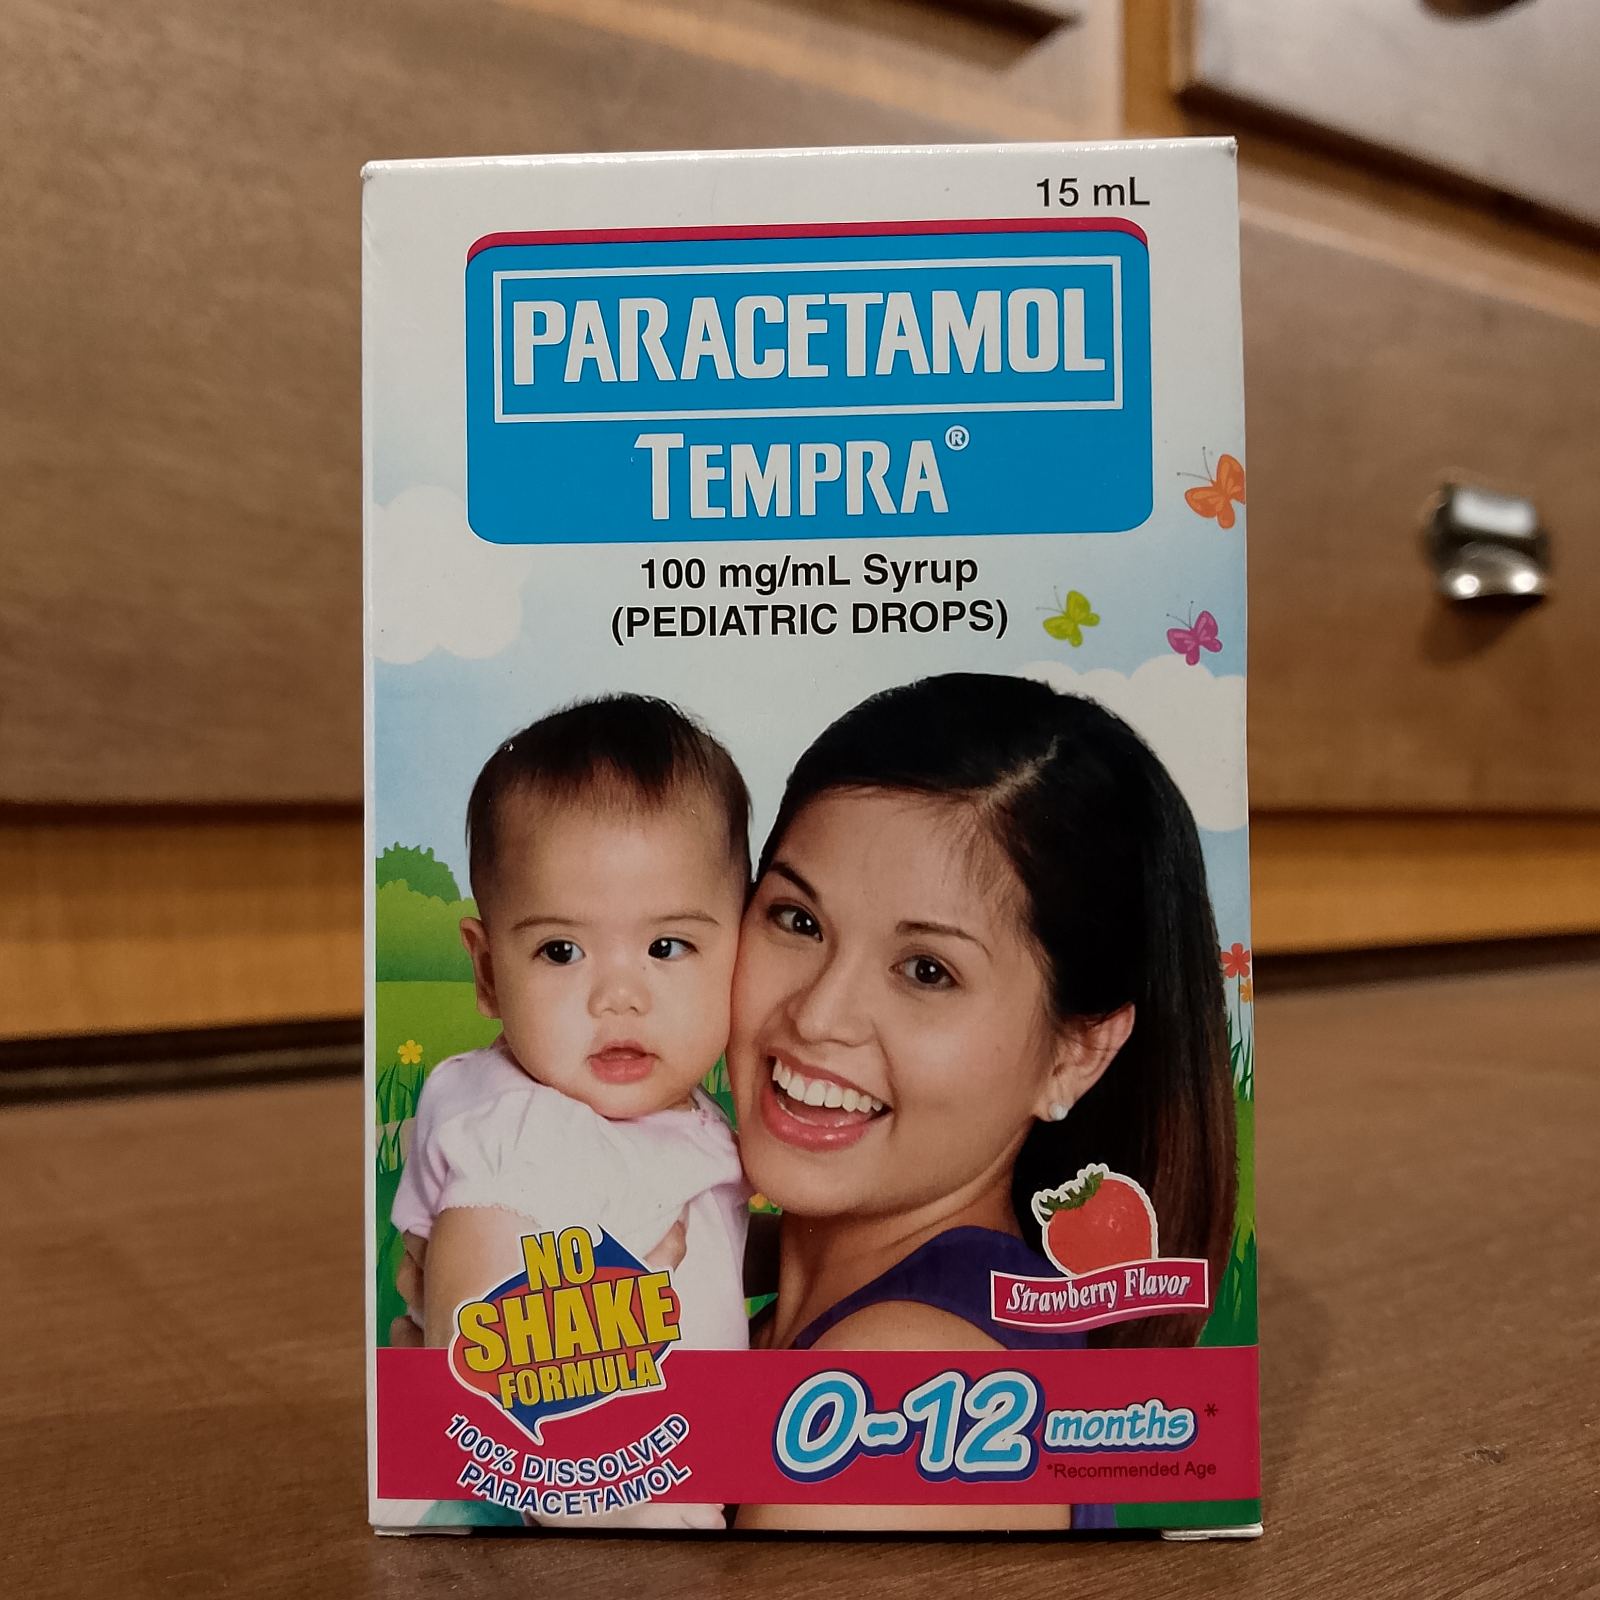 15 mL
PARACETAMOL
TEMPRA®
100 mg/mL Syrup
(PEDIATRIC DROPS)
Strawberry Flavor
NO
SHAKE
FORMULA
100% DISSOLVED
PARACETAMOL
0-12 months*
*Recommended Age